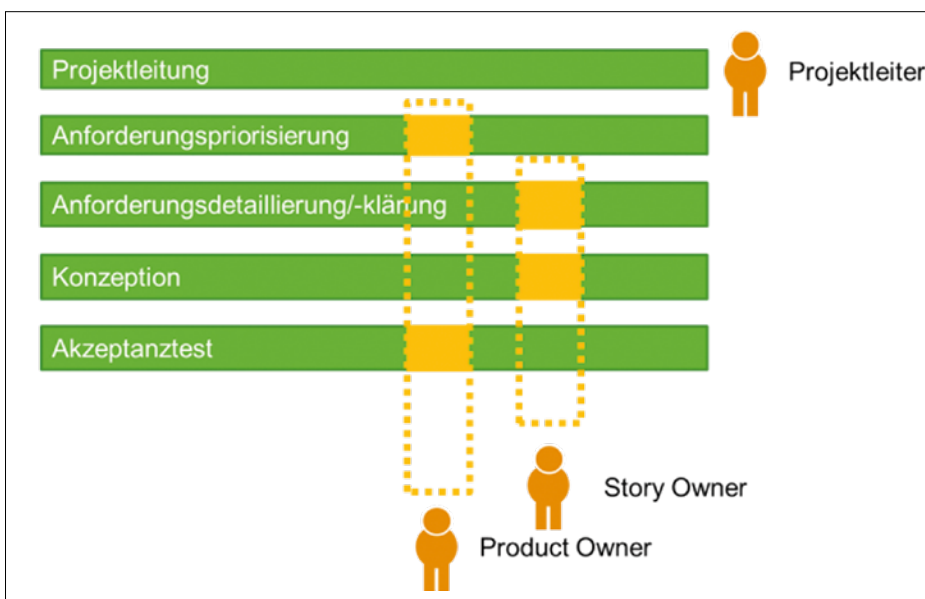 Projektleitung
Projektleiter
Anforderungspriorisierung
Anforderungsdetaillierung/-klärung
Konzeption
Akzeptanztest
Story Owner
Product Owner